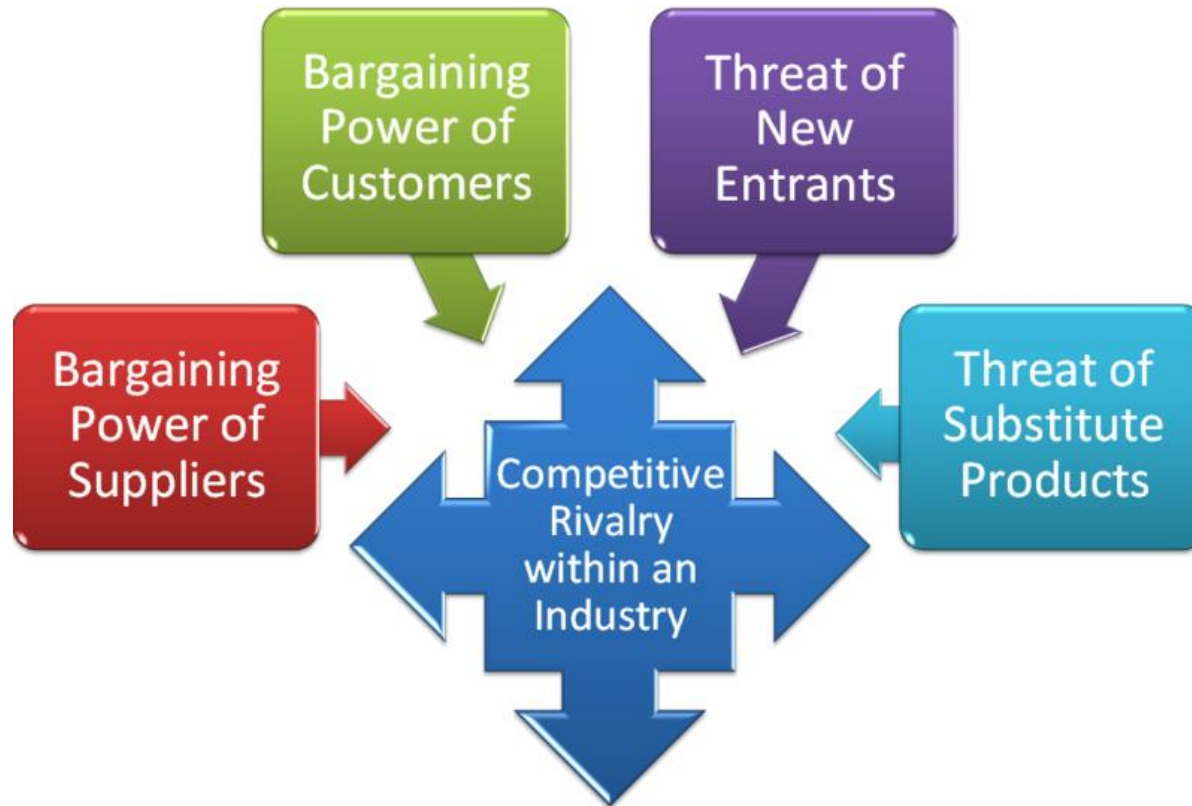 Bargaining
Power of
Customers
Threat of
New
Entrants
Bargaining
Power of
Suppliers
Threat of
Substitute
Products
Competitive
Rivalry
within an
Industry